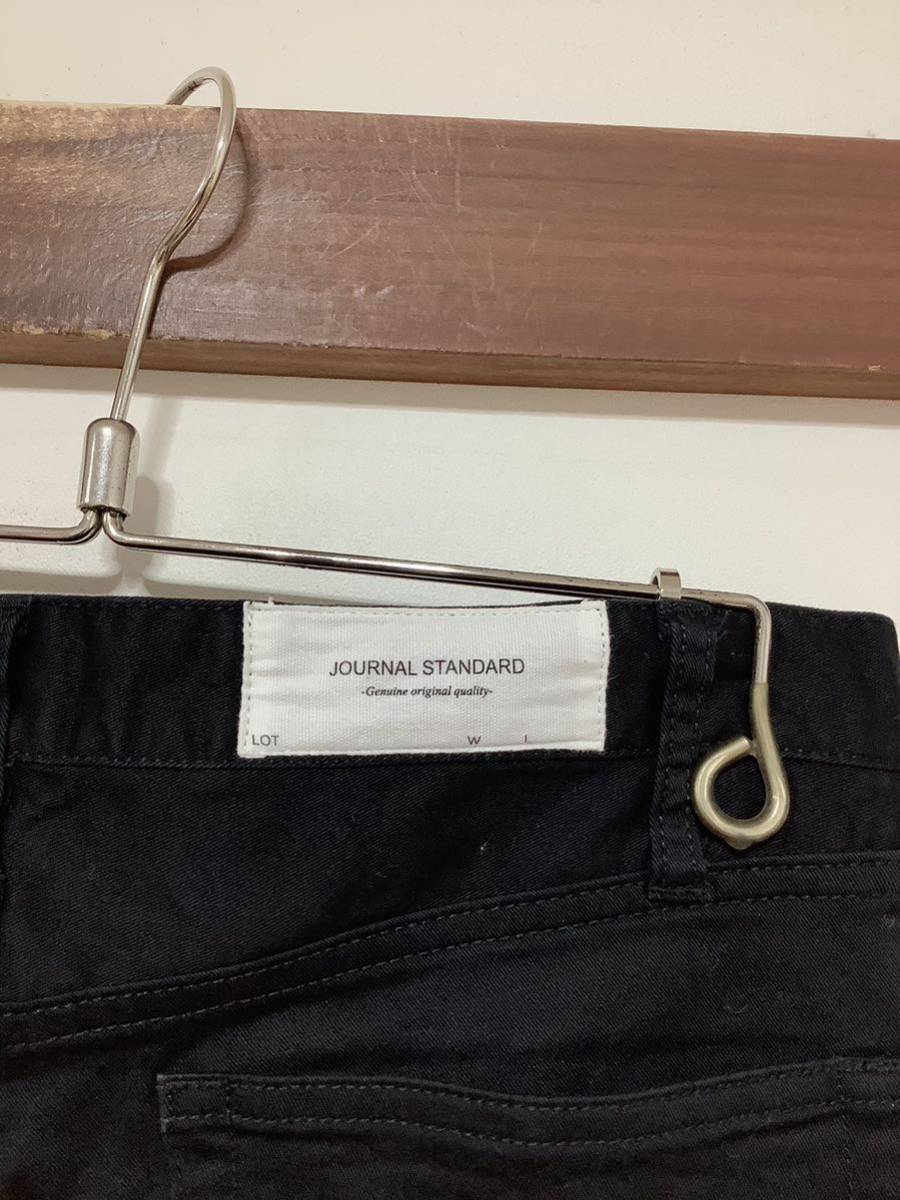 JOURNAL STANDARD
-Genuine original quality-
LOT W L